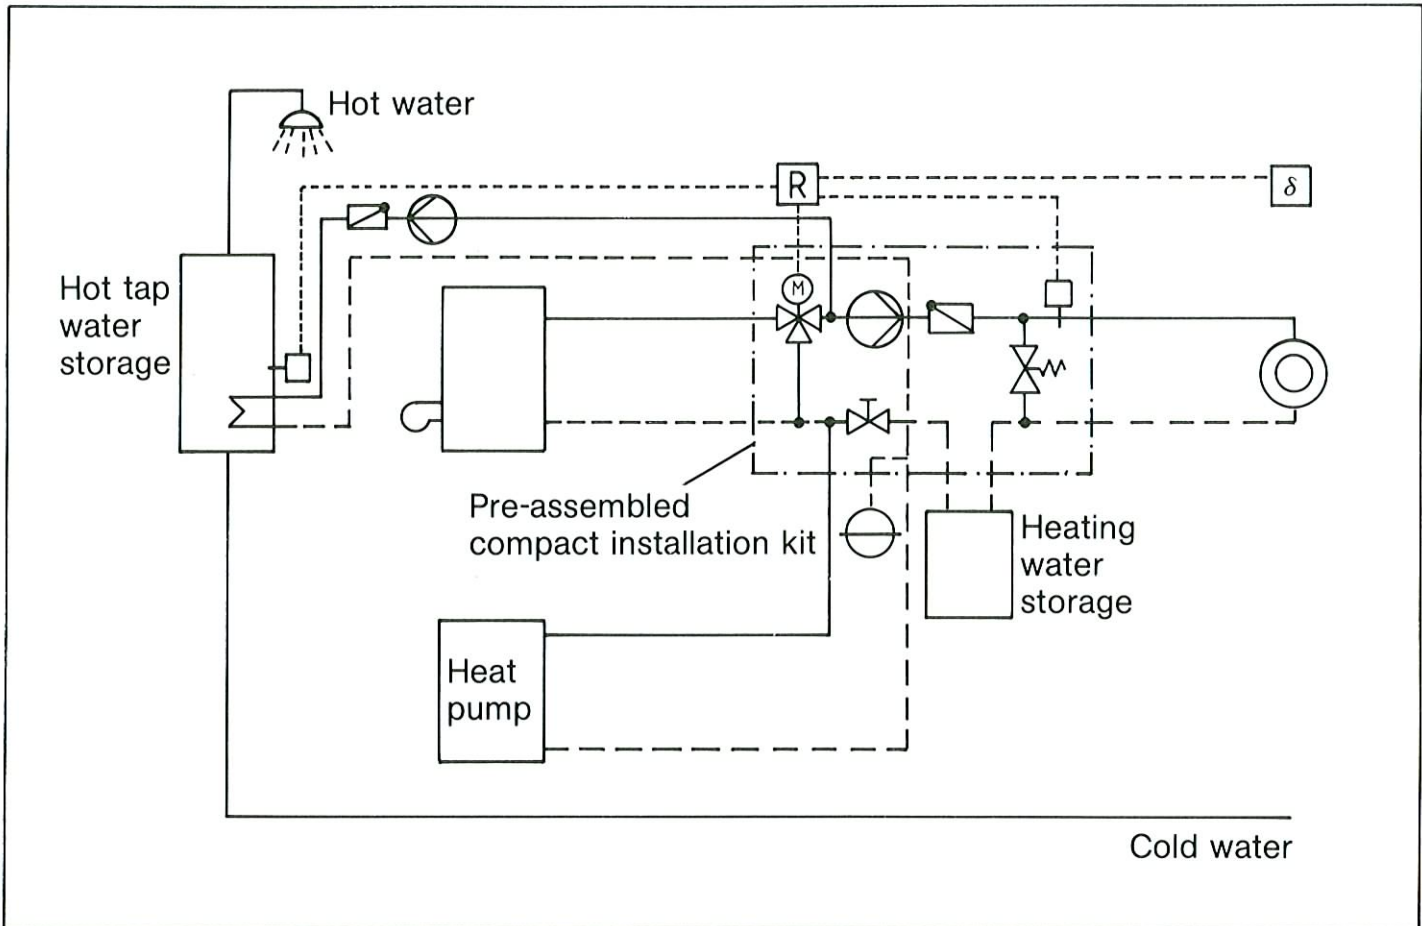 Hot water
R
δ
Hot tap
water
storage
M
Pre-assembled
compact installation kit
Heating
water
storage
Heat
pump
Cold water